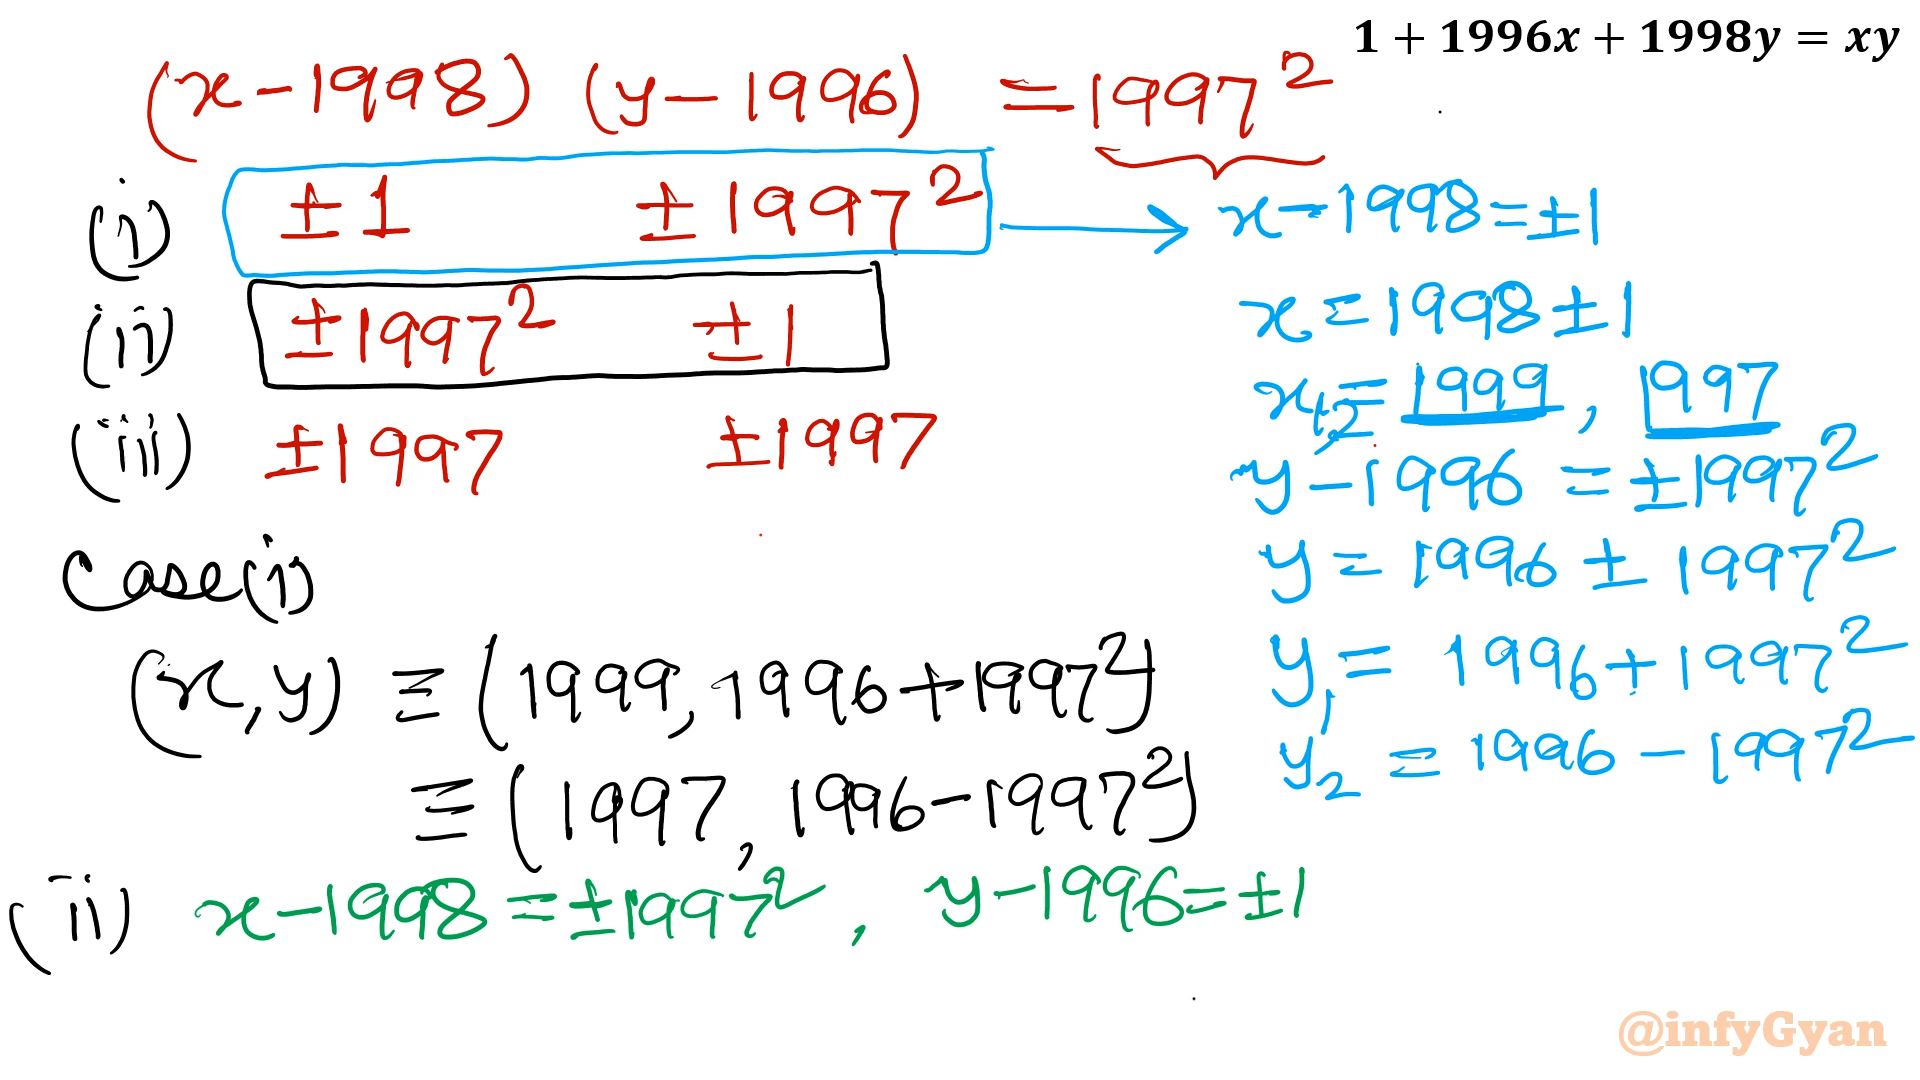 1 + 1996x + 1998y = xy
(x - 1998) (y - 1996) = 1997²
(i) ±1 ±1997²
(ii) ±1997² ±1
(iii) ±1997 ±1997
x - 1998 = ±1
x = 1998 ± 1
x₁,₂ = 1999, 1997
y - 1996 = ±1997²
y = 1996 ± 1997²
y₁ = 1996 + 1997²
y₂ = 1996 - 1997²
Case (i)
(x, y) ≡ (1999, 1996 + 1997²)
≡ (1997, 1996 - 1997²)
(ii) x - 1998 = ±1997², y - 1996 = ±1
@infyGyan